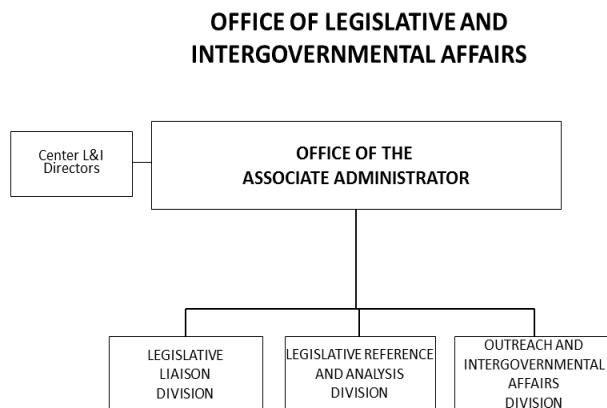 OFFICE OF LEGISLATIVE AND
INTERGOVERNMENTAL AFFAIRS
Center L&I
Directors
OFFICE OF THE
ASSOCIATE ADMINISTRATOR
LEGISLATIVE
LIAISON
DIVISION
LEGISLATIVE REFERENCE
AND ANALYSIS
DIVISION
OUTREACH AND
INTERGOVERNMENTAL
AFFAIRS
DIVISION